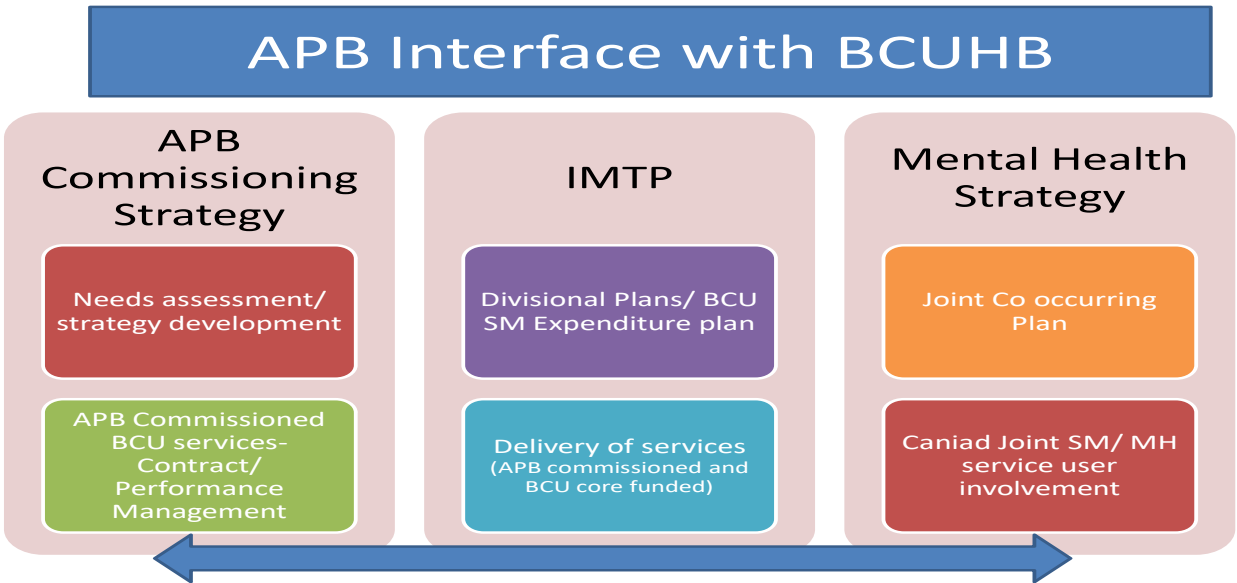 APB Interface with BCUHB
APB
Commissioning
Strategy
Needs assessment/
strategy development
APB Commissioned
BCU services-
Contract/
Performance
Management
IMTP
Divisional Plans/ BCU
SM Expenditure plan
Delivery of services
(APB commissioned and
BCU core funded)
Mental Health
Strategy
Joint Co occurring
Plan
Caniad Joint SM/ MH
service user
involvement